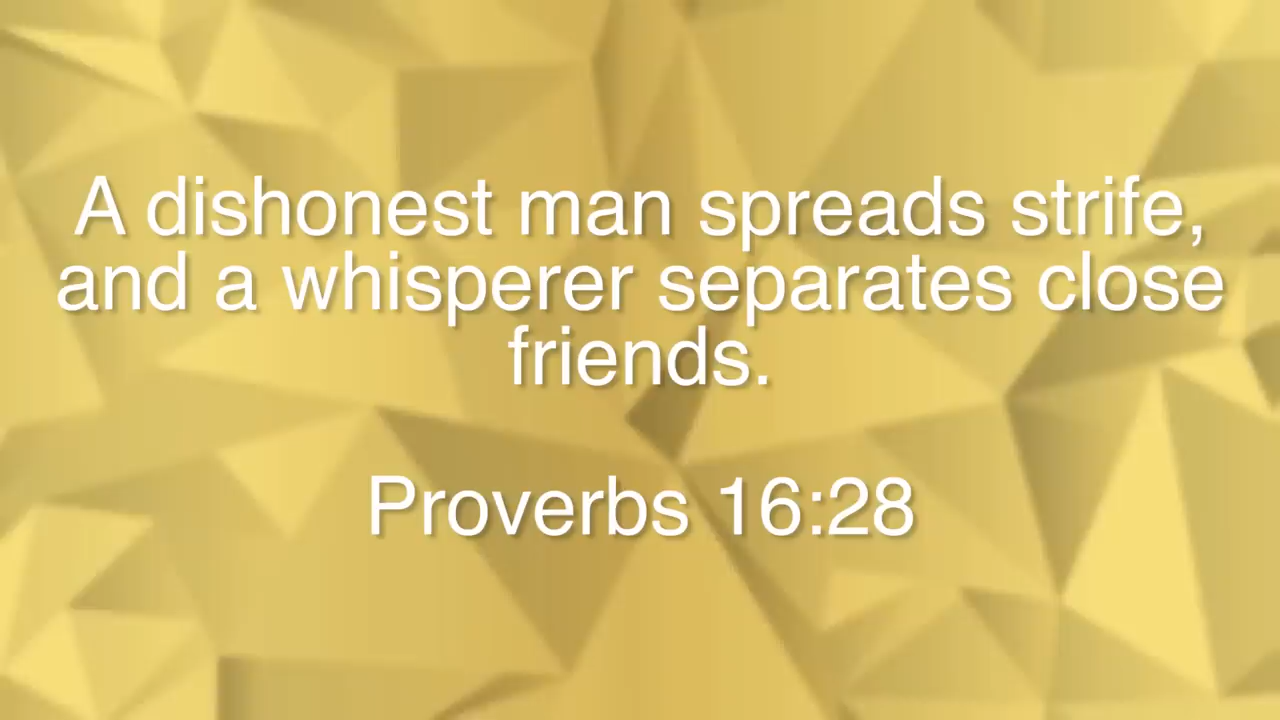 A dishonest man spreads strife,
and a whisperer separates close
friends.
Proverbs 16:28